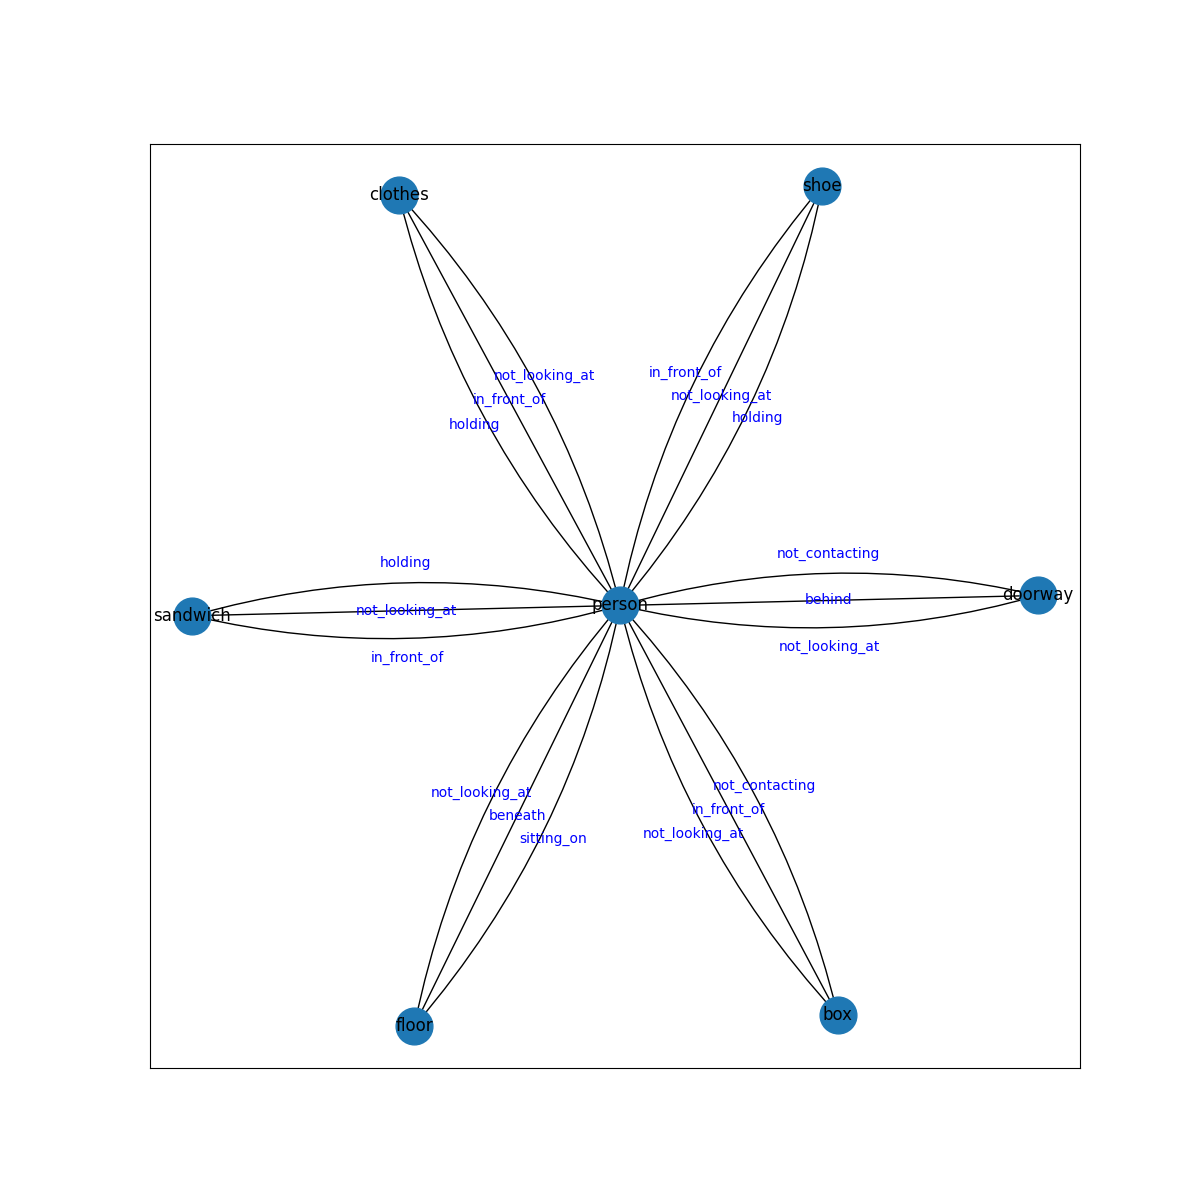 shoe
clothes
in_front_of
not_looking_at
not_looking_at
in_front_of
holding
holding
not_contacting
holding
doorway
behind
person
not_looking_at
sandwich
not_looking_at
in_front_of
not_contacting
not_looking_at
in_front_of
beneath
not_looking_at
sitting_on
box
floor